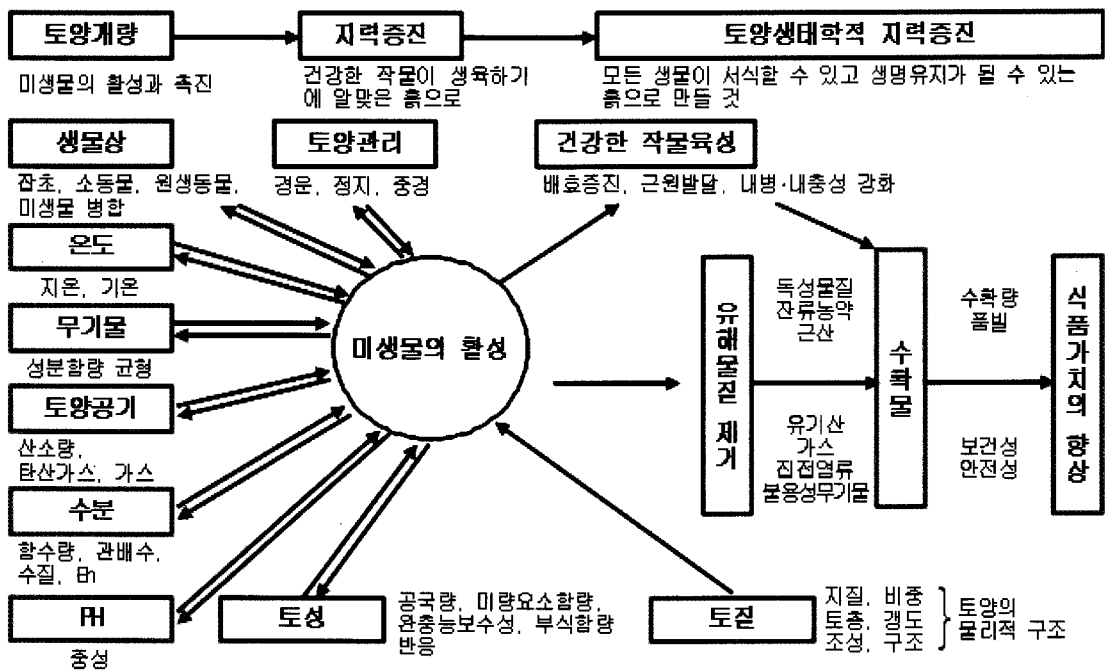 토양개량
지력증진
토양생태학적 지력증진
미생물의 활성과 촉진
건강한 작물이 생육하기
에 알맞은 흙으로
모든 생물이 서식할 수 있고 생명유지가 될 수 있는
흙으로 만들 것
생물상
토양관리
건강한 작물육성
잡초, 소동물, 원생동물,
미생물 병합
경운, 정지, 중경
배호증진, 근원발달, 내병·내충성 강화
온도
지온, 기온
무기물
성분함량 균형
토양공기
산소량,
탄산가스, 가스
수분
함수량, 관배수,
수질, Eh
PH
중성
미생물의 활성
토성
공국량, 미량요소함량,
완충능보수성, 부식함량
반응
토질
지질, 비중
토층, 갱도
조성, 구조
토양의
물리적 구조
유해물질 제거
독성물질
잔류농약
근산
유기산
가스
집접염류
불용성무기물
수확물
수확량
품빌
보건성
안전성
식품가치의 향상